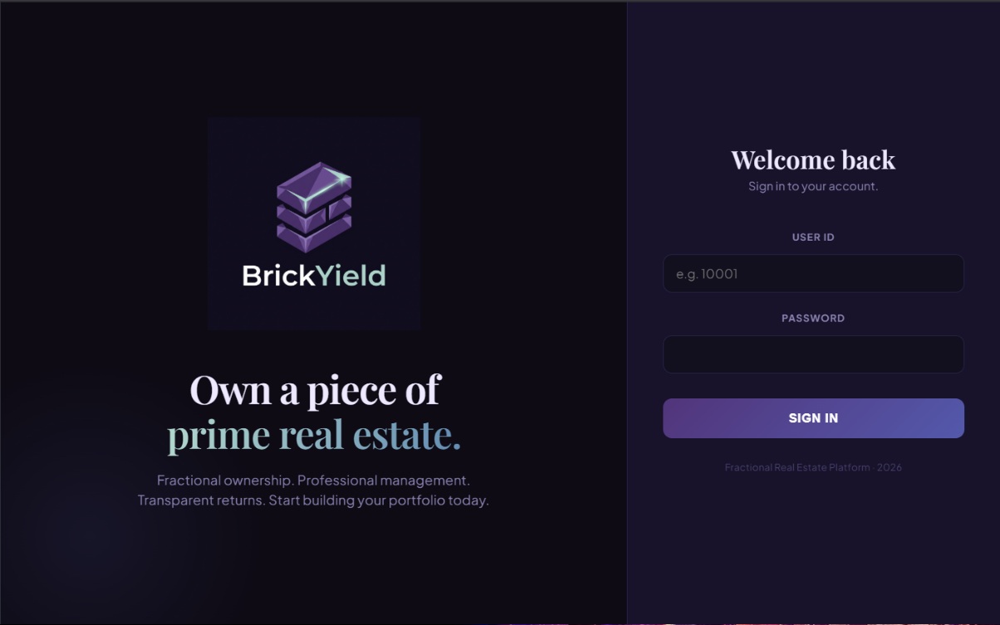 BrickYield
Own a piece of
prime real estate.
Fractional ownership. Professional management.
Transparent returns. Start building your portfolio today.
Welcome back
Sign in to your account.
USER ID
e.g. 10001
PASSWORD
SIGN IN
Fractional Real Estate Platform · 2026